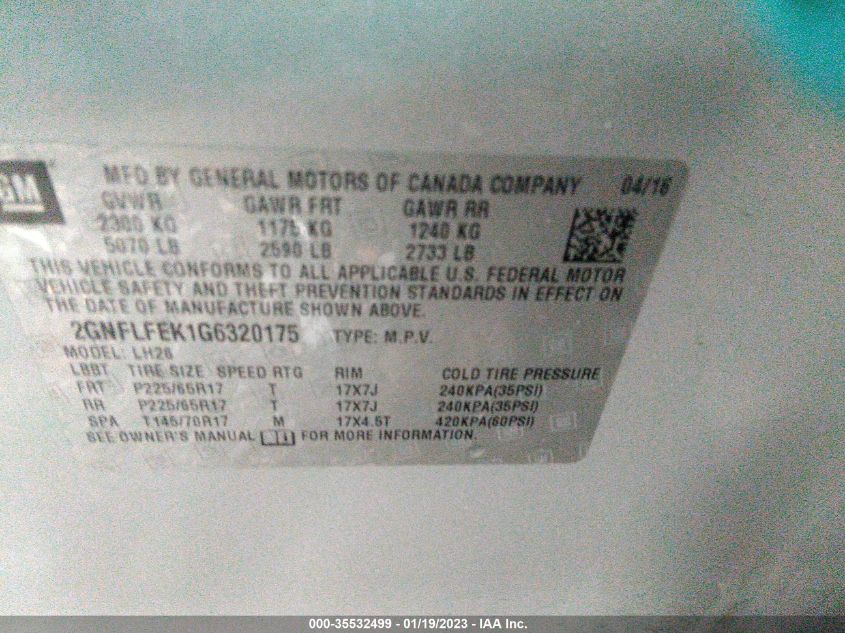 GM
MFD BY GENERAL MOTORS OF CANADA COMPANY 04/16
GVWR GAWR FRT GAWR RR
2300 KG 1175 KG 1240 KG
5070 LB 2590 LB 2733 LB
THIS VEHICLE CONFORMS TO ALL APPLICABLE U.S. FEDERAL MOTOR
VEHICLE SAFETY AND THEFT PREVENTION STANDARDS IN EFFECT ON
THE DATE OF MANUFACTURE SHOWN ABOVE.
2GNFLFEK1G6320175 TYPE: M.P.V.
MODEL: LH26
LBBT TIRE SIZE SPEED RTG RIM COLD TIRE PRESSURE
FRT P225/65R17 T 17X7J 240KPA(35PSI)
RR P225/65R17 T 17X7J 240KPA(35PSI)
SPA T145/70R17 M 17X4.5T 420KPA(60PSI)
SEE OWNER'S MANUAL FOR MORE INFORMATION.
000-35532499 - 01/19/2023 - IAA Inc.